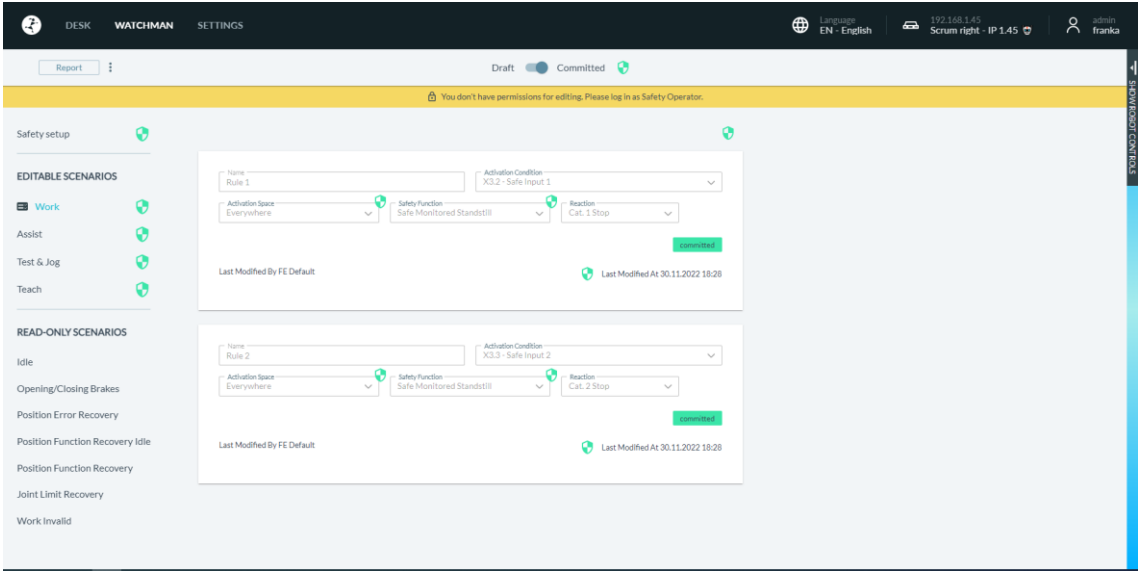 DESK WATCHMAN SETTINGS
Language
EN - English
192.168.1.45
Scrum right - IP 1.45
admin
franka
Report
Draft Committed
SHOW ROBOT CONTROLS
You don't have permissions for editing. Please log in as Safety Operator.
Safety setup
EDITABLE SCENARIOS
Work
Assist
Test & Jog
Teach
READ-ONLY SCENARIOS
Idle
Opening/Closing Brakes
Position Error Recovery
Position Function Recovery Idle
Position Function Recovery
Joint Limit Recovery
Work Invalid
Name
Rule 1
Activation Condition
X3.2 - Safe Input 1
Activation Space
Everywhere
Safety Function
Safe Monitored Standstill
Reaction
Cat. 1 Stop
committed
Last Modified By FE Default
Last Modified At 30.11.2022 18:28
Name
Rule 2
Activation Condition
X3.3 - Safe Input 2
Activation Space
Everywhere
Safety Function
Safe Monitored Standstill
Reaction
Cat. 2 Stop
committed
Last Modified By FE Default
Last Modified At 30.11.2022 18:28